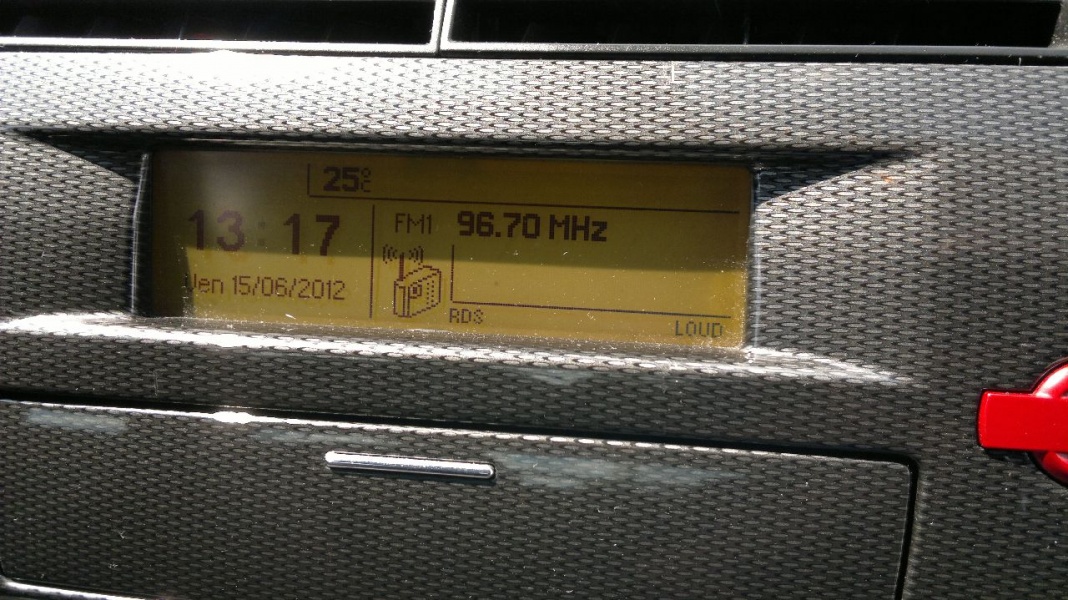 25°C
13:17
FM1 96.70 MHz
Ven 15/06/2012
RDS
LOUD